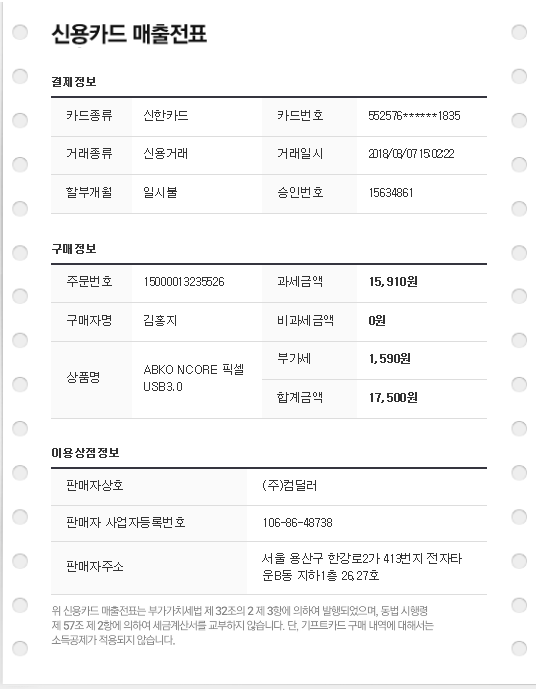 신용카드 매출전표
결제정보
카드종류 신한카드 카드번호 552576******1835
거래종류 신용거래 거래일시 2018/08/07 15:02:22
할부개월 일시불 승인번호 15634861
구매정보
주문번호 15000013235526 과세금액 15,910원
구매자명 김홍지 비과세금액 0원
상품명 ABKO NCORE 픽셀
USB3.0
부가세 1,590원
합계금액 17,500원
이용상점정보
판매자상호 (주)컴딜러
판매자 사업자등록번호 106-86-48738
판매자주소 서울 용산구 한강로2가 413번지 전자타
운B동 지하1층 26,27호
위 신용카드 매출전표는 부가가치세법 제 32조의 2 제 3항에 의하여 발행되었으며, 동법 시행령
제 57조 제 2항에 의하여 세금계산서를 교부하지 않습니다. 단, 기프트카드 구매 내역에 대해서는
소득공제가 적용되지 않습니다.